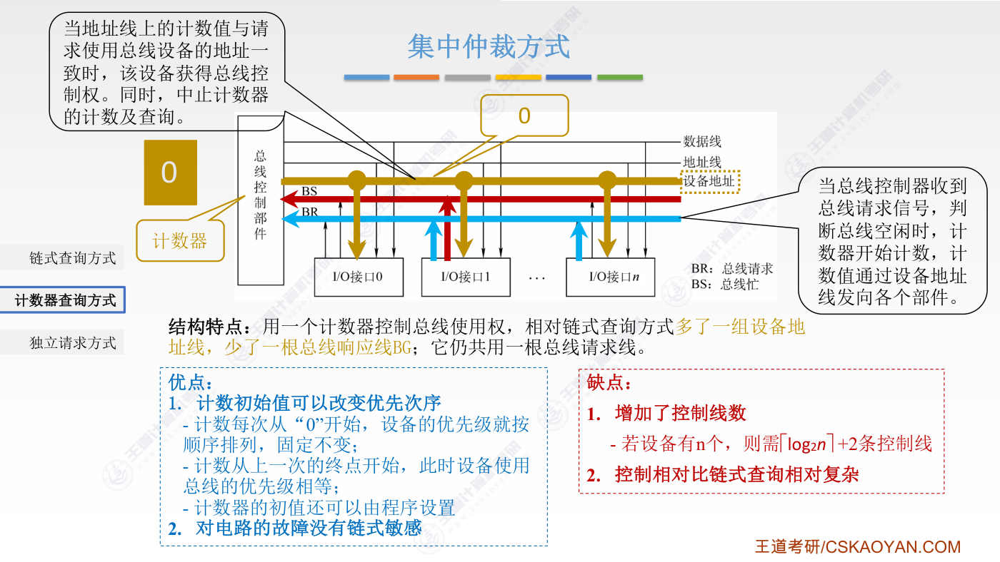 集中仲裁方式
当地址线上的计数值与请
求使用总线设备的地址一
致时，该设备获得总线控
制权。同时，中止计数器
的计数及查询。
0
0
计数器
总
线
控
制
部
件
数据线
地址线
设备地址
BS
BR
I/O接口0
I/O接口1
...
I/O接口n
BR：总线请求
BS：总线忙
当总线控制器收到
总线请求信号，判
断总线空闲时，计
数器开始计数，计
数值通过设备地址
线发向各个部件。
链式查询方式
计数器查询方式
独立请求方式
结构特点：用一个计数器控制总线使用权，相对链式查询方式多了一组设备地
址线，少了一根总线响应线BG；它仍共用一根总线请求线。
优点：
1. 计数初始值可以改变优先次序
- 计数每次从“0”开始，设备的优先级就按
顺序排列，固定不变；
- 计数从上一次的终点开始，此时设备使用
总线的优先级相等；
- 计数器的初值还可以由程序设置
2. 对电路的故障没有链式敏感
缺点：
1. 增加了控制线数
- 若设备有n个，则需⌈log₂n⌉+2条控制线
2. 控制相对比链式查询相对复杂
王道考研/CSKAOYAN.COM